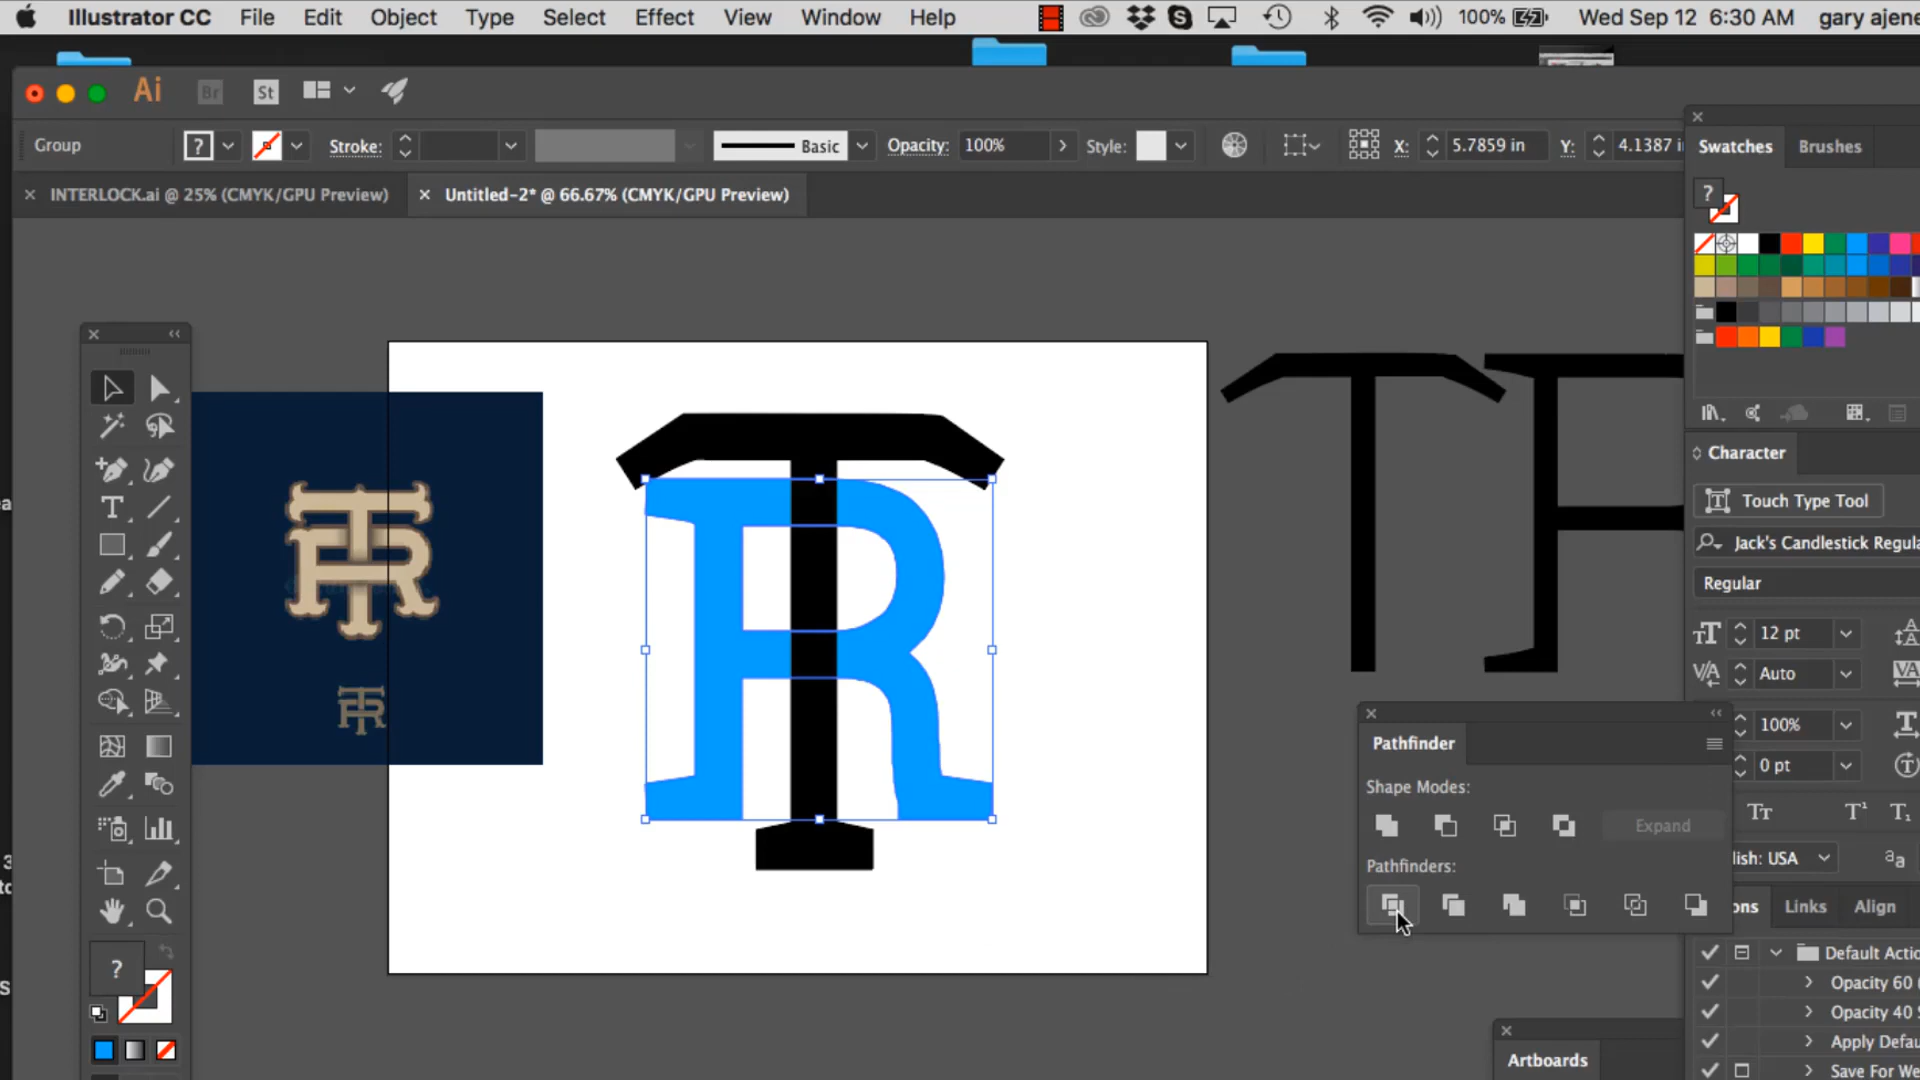 Illustrator CC File Edit Object Type Select Effect View Window Help 100% Wed Sep 12 6:30 AM gary ajene
Ai Br St
Group ? Stroke: Basic Opacity: 100% Style: X: 5.7859 in Y: 4.1387 i
× INTERLOCK.ai @ 25% (CMYK/GPU Preview) × Untitled-2* @ 66.67% (CMYK/GPU Preview)
Swatches Brushes
?
TR
TR
TR
T
Character
Touch Type Tool
Jack's Candlestick Regula
Regular
12 pt
Auto
100%
0 pt
lish: USA
Pathfinder
Shape Modes:
Expand
Pathfinders:
ons Links Align
Default Actio
Opacity 60 (
Opacity 40 S
Apply Defau
Save For We
Artboards
?